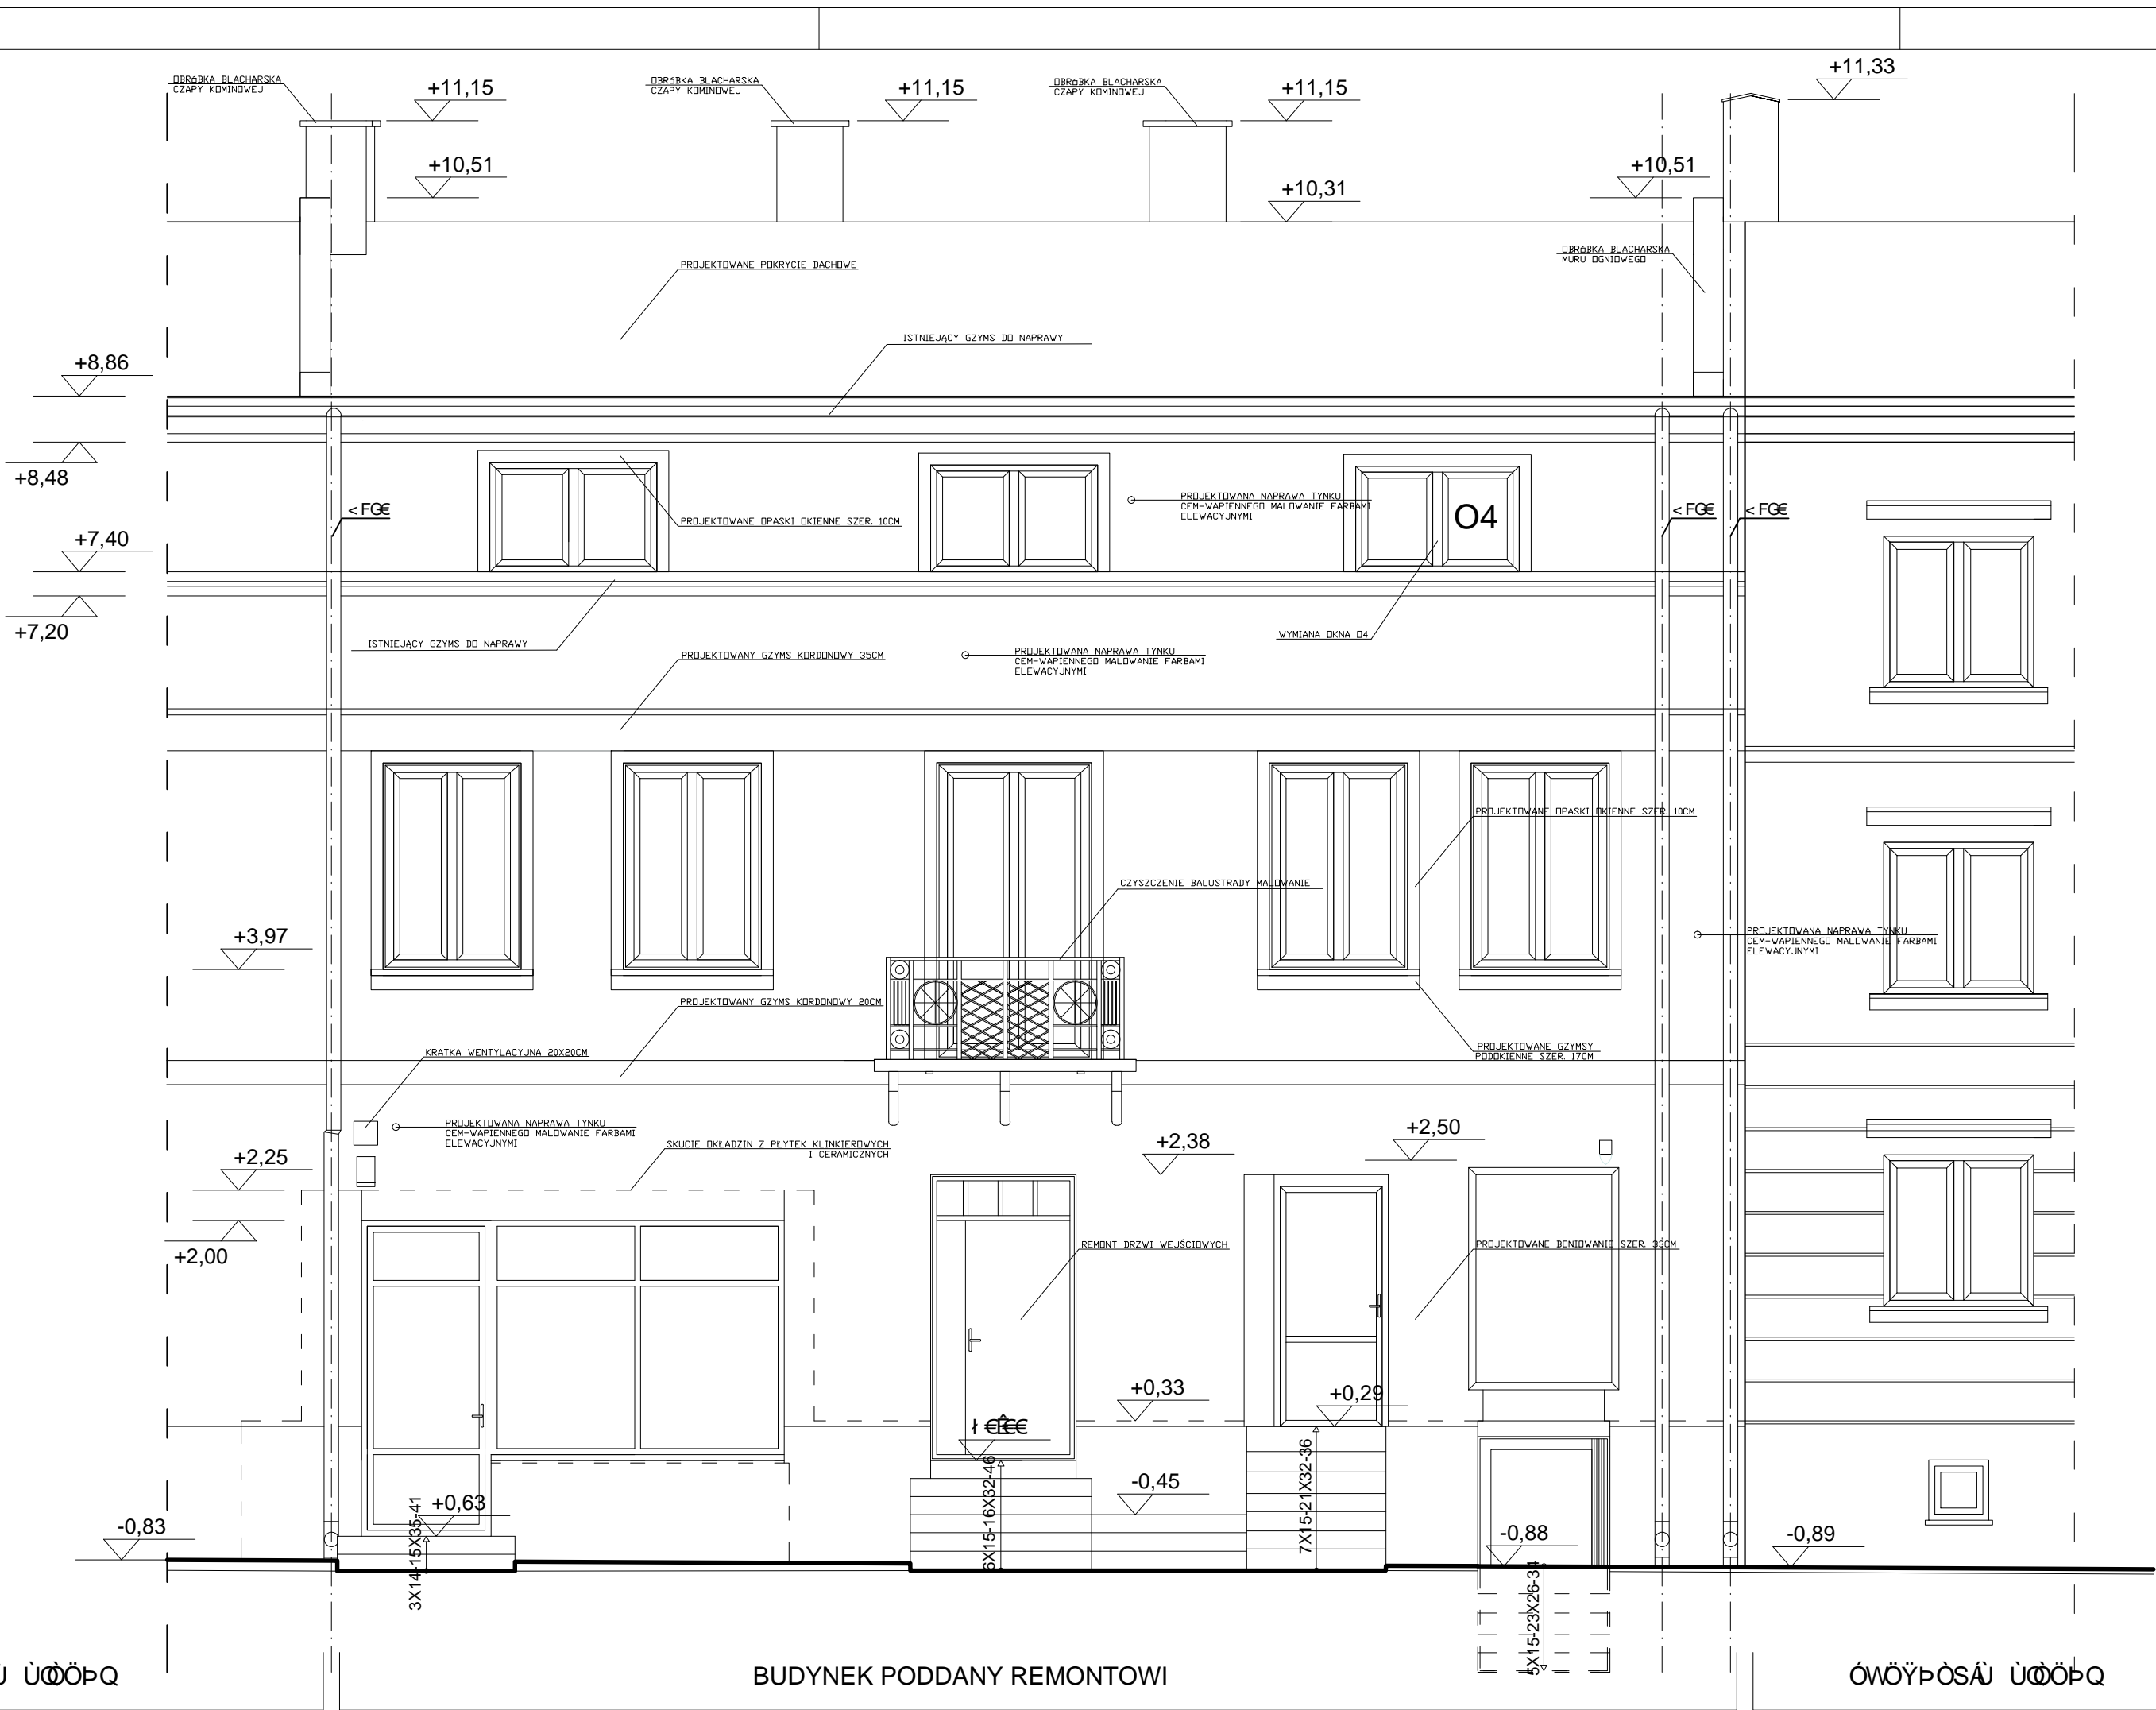 OBRóBKA BLACHARSKA
CZAPY KOMINOWEJ
+11,15
OBRóBKA BLACHARSKA
CZAPY KOMINOWEJ
+11,15
OBRóBKA BLACHARSKA
CZAPY KOMINOWEJ
+11,15
+11,33
+10,51
+10,31
+10,51
OBRóBKA BLACHARSKA
MURU OGNIOWEGO
PROJEKTOWANE POKRYCIE DACHOWE
ISTNIEJĄCY GZYMS DO NAPRAWY
+8,86
+8,48
PROJEKTOWANE OPASKI OKIENNE SZER. 10CM
PROJEKTOWANA NAPRAWA TYNKU
CEM-WAPIENNEGO MALOWANIE FARBAMI
ELEWACYJNYMI
O4
+7,40
+7,20
ISTNIEJĄCY GZYMS DO NAPRAWY
WYMIANA OKNA O4
PROJEKTOWANY GZYMS KORDONOWY 35CM
PROJEKTOWANA NAPRAWA TYNKU
CEM-WAPIENNEGO MALOWANIE FARBAMI
ELEWACYJNYMI
PROJEKTOWANE OPASKI OKIENNE SZER. 10CM
CZYSZCZENIE BALUSTRADY MALOWANIE
+3,97
PROJEKTOWANA NAPRAWA TYNKU
CEM-WAPIENNEGO MALOWANIE FARBAMI
ELEWACYJNYMI
PROJEKTOWANY GZYMS KORDONOWY 20CM
KRATKA WENTYLACYJNA 20X20CM
PROJEKTOWANE GZYMSY
PODOKIENNE SZER. 17CM
PROJEKTOWANA NAPRAWA TYNKU
CEM-WAPIENNEGO MALOWANIE FARBAMI
ELEWACYJNYMI
SKUCIE OKŁADZIN Z PŁYTEK KLINKIEROWYCH
I CERAMICZNYCH
+2,38
+2,50
+2,25
+2,00
REMONT DRZWI WEJŚCIOWYCH
PROJEKTOWANE BONIOWANIE SZER. 33CM
+0,33
+0,29
-0,45
+0,63
-0,83
-0,88
-0,89
3X14-15X35-41
6X15-16X32-46
7X15-21X32-36
5X15-23X26-34
BUDYNEK PODDANY REMONTOWI